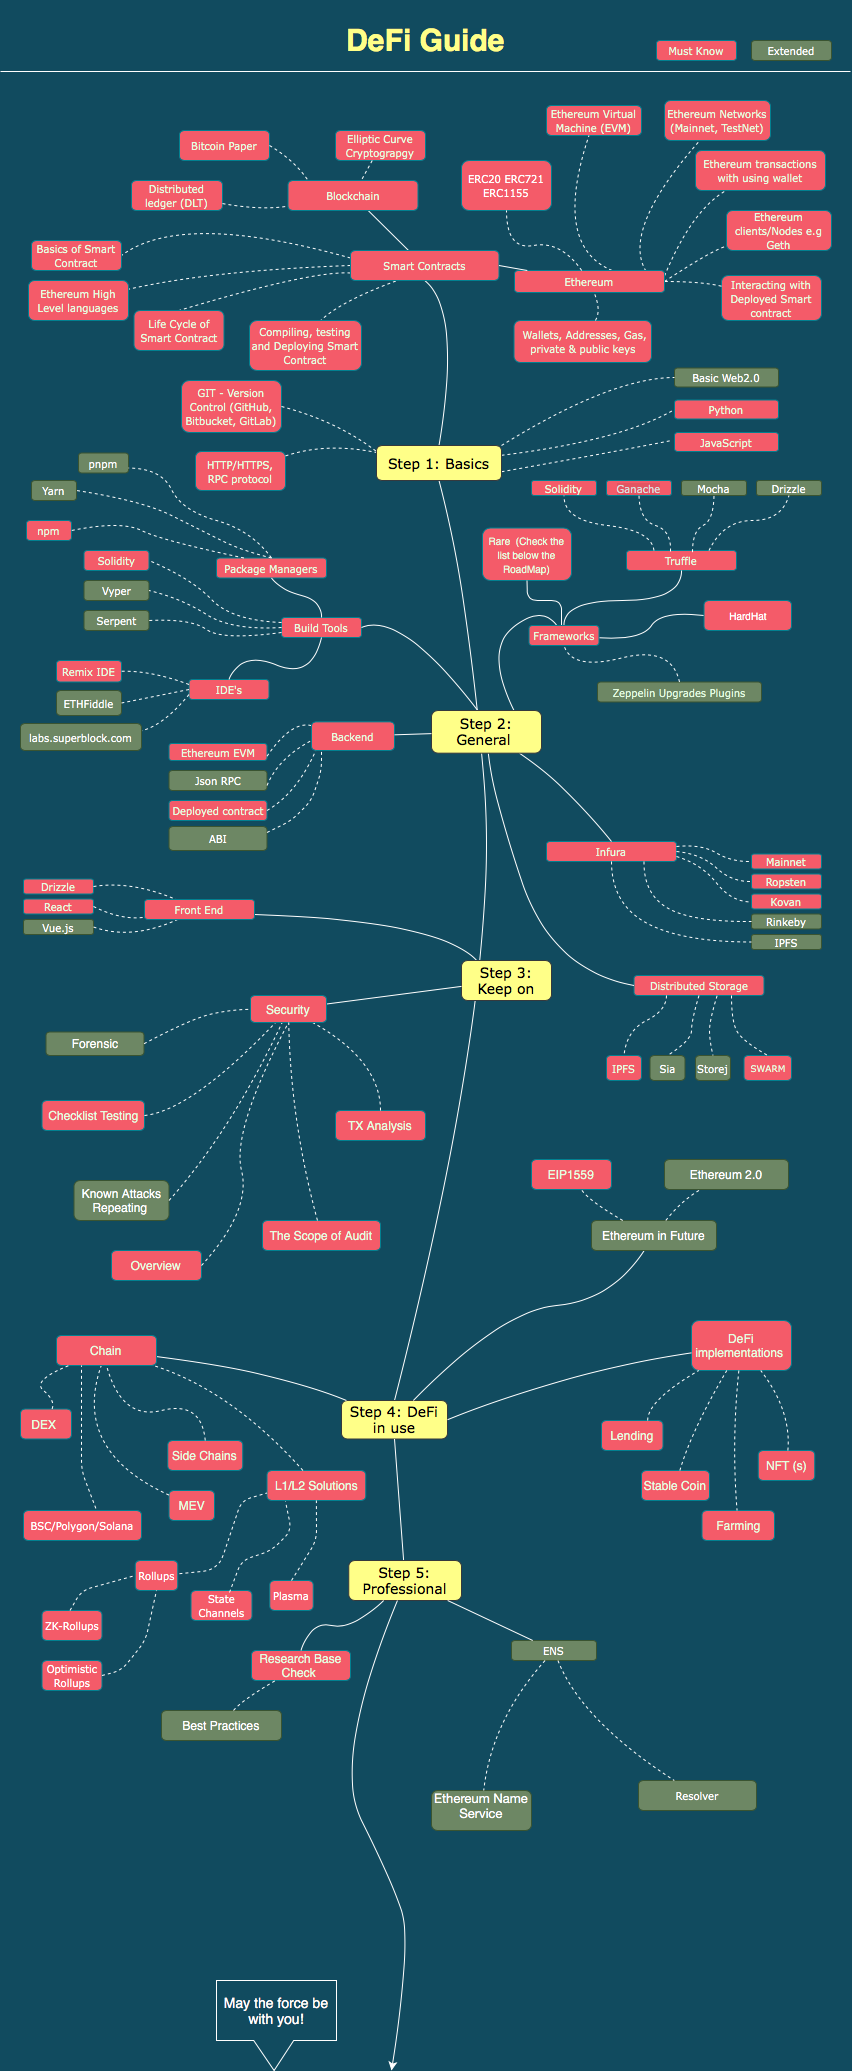 DeFi Guide
Must Know
Extended
Bitcoin Paper
Elliptic Curve
Cryptograpgy
Ethereum Virtual
Machine (EVM)
Ethereum Networks
(Mainnet, TestNet)
Distributed
ledger (DLT)
Blockchain
ERC20 ERC721
ERC1155
Ethereum transactions
with using wallet
Basics of Smart
Contract
Smart Contracts
Ethereum
clients/Nodes e.g
Geth
Ethereum High
Level languages
Ethereum
Interacting with
Deployed Smart
contract
Life Cycle of
Smart Contract
Compiling, testing
and Deploying Smart
Contract
Wallets, Addresses, Gas,
private & public keys
GIT - Version
Control (GitHub,
Bitbucket, GitLab)
Basic Web2.0
Python
JavaScript
HTTP/HTTPS,
RPC protocol
Step 1: Basics
pnpm
Yarn
npm
Package Managers
Solidity
Ganache
Mocha
Drizzle
Rare  (Check the
list below the
RoadMap)
Truffle
Solidity
Vyper
Serpent
Build Tools
Frameworks
HardHat
Remix IDE
ETHFiddle
labs.superblock.com
IDE's
Zeppelin Upgrades Plugins
Step 2:
General
Backend
Ethereum EVM
Json RPC
Deployed contract
ABI
Infura
Mainnet
Ropsten
Kovan
Rinkeby
IPFS
Drizzle
React
Vue.js
Front End
Step 3:
Keep on
Distributed Storage
Security
IPFS
Sia
Storej
SWARM
Forensic
Checklist Testing
TX Analysis
Known Attacks
Repeating
The Scope of Audit
Overview
EIP1559
Ethereum 2.0
Ethereum in Future
Chain
DeFi
implementations
Step 4: DeFi
in use
DEX
Side Chains
Lending
L1/L2 Solutions
Stable Coin
NFT (s)
MEV
BSC/Polygon/Solana
Farming
Rollups
State
Channels
Plasma
Step 5:
Professional
ZK-Rollups
Optimistic
Rollups
Research Base
Check
ENS
Best Practices
Ethereum Name
Service
Resolver
May the force be
with you!